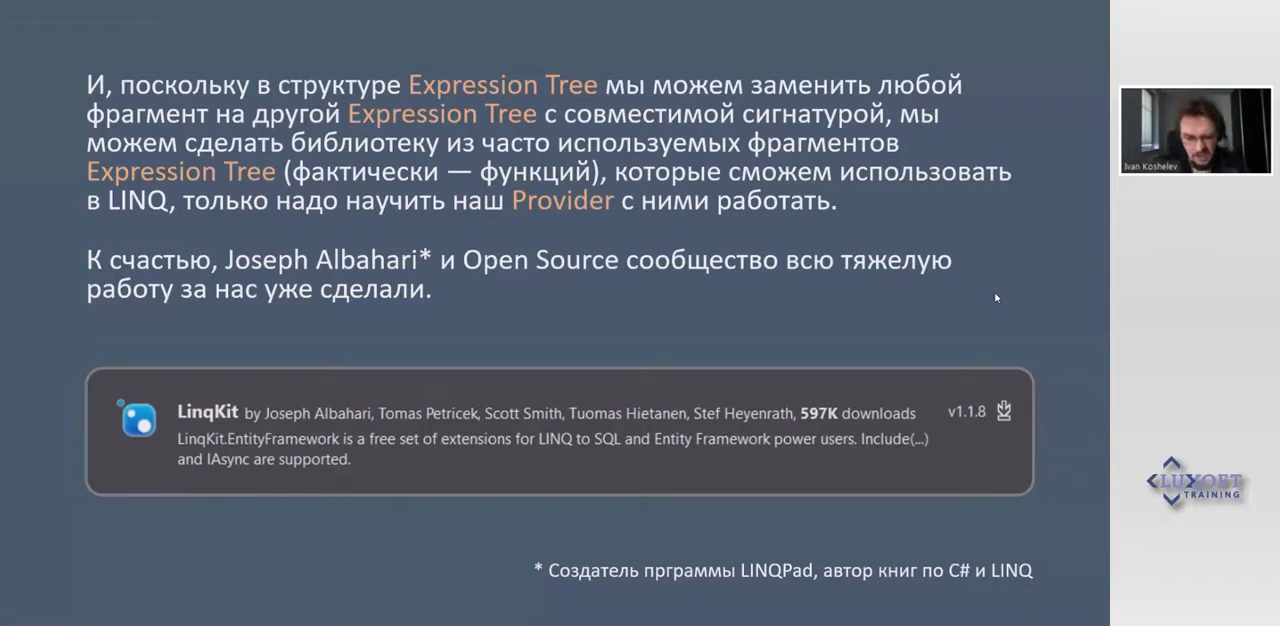 И, поскольку в структуре Expression Tree мы можем заменить любой
фрагмент на другой Expression Tree с совместимой сигнатурой, мы
можем сделать библиотеку из часто используемых фрагментов
Expression Tree (фактически — функций), которые сможем использовать
в LINQ, только надо научить наш Provider с ними работать.
К счастью, Joseph Albahari* и Open Source сообщество всю тяжелую
работу за нас уже сделали.
LinqKit by Joseph Albahari, Tomas Petricek, Scott Smith, Tuomas Hietanen, Stef Heyenrath, 597K downloads
v1.1.8
LinqKit.EntityFramework is a free set of extensions for LINQ to SQL and Entity Framework power users. Include(...)
and IAsync are supported.
* Создатель прграммы LINQPad, автор книг по C# и LINQ
Ivan Koshelev
LUXOFT
TRAINING